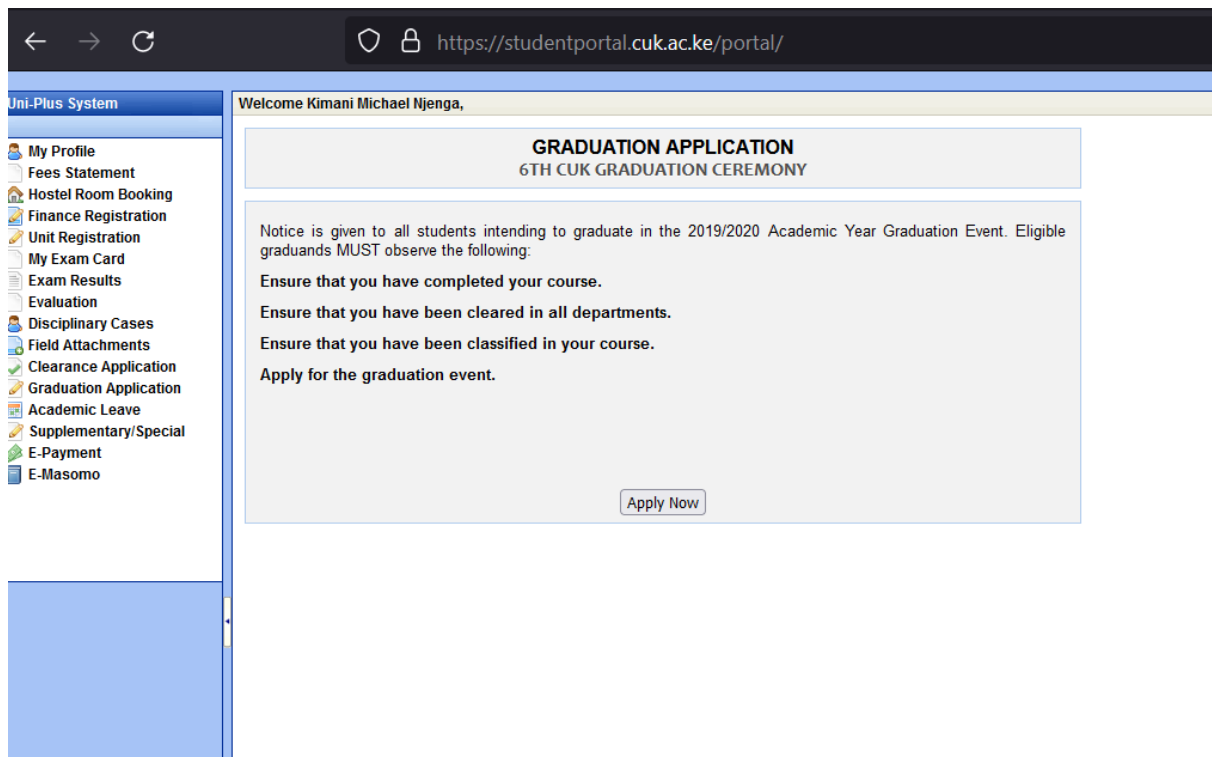 https://studentportal.cuk.ac.ke/portal/
Uni-Plus System
My Profile
Fees Statement
Hostel Room Booking
Finance Registration
Unit Registration
My Exam Card
Exam Results
Evaluation
Disciplinary Cases
Field Attachments
Clearance Application
Graduation Application
Academic Leave
Supplementary/Special
E-Payment
E-Masomo
Welcome Kimani Michael Njenga,
GRADUATION APPLICATION
6TH CUK GRADUATION CEREMONY
Notice is given to all students intending to graduate in the 2019/2020 Academic Year Graduation Event. Eligible
graduands MUST observe the following:
Ensure that you have completed your course.
Ensure that you have been cleared in all departments.
Ensure that you have been classified in your course.
Apply for the graduation event.
Apply Now